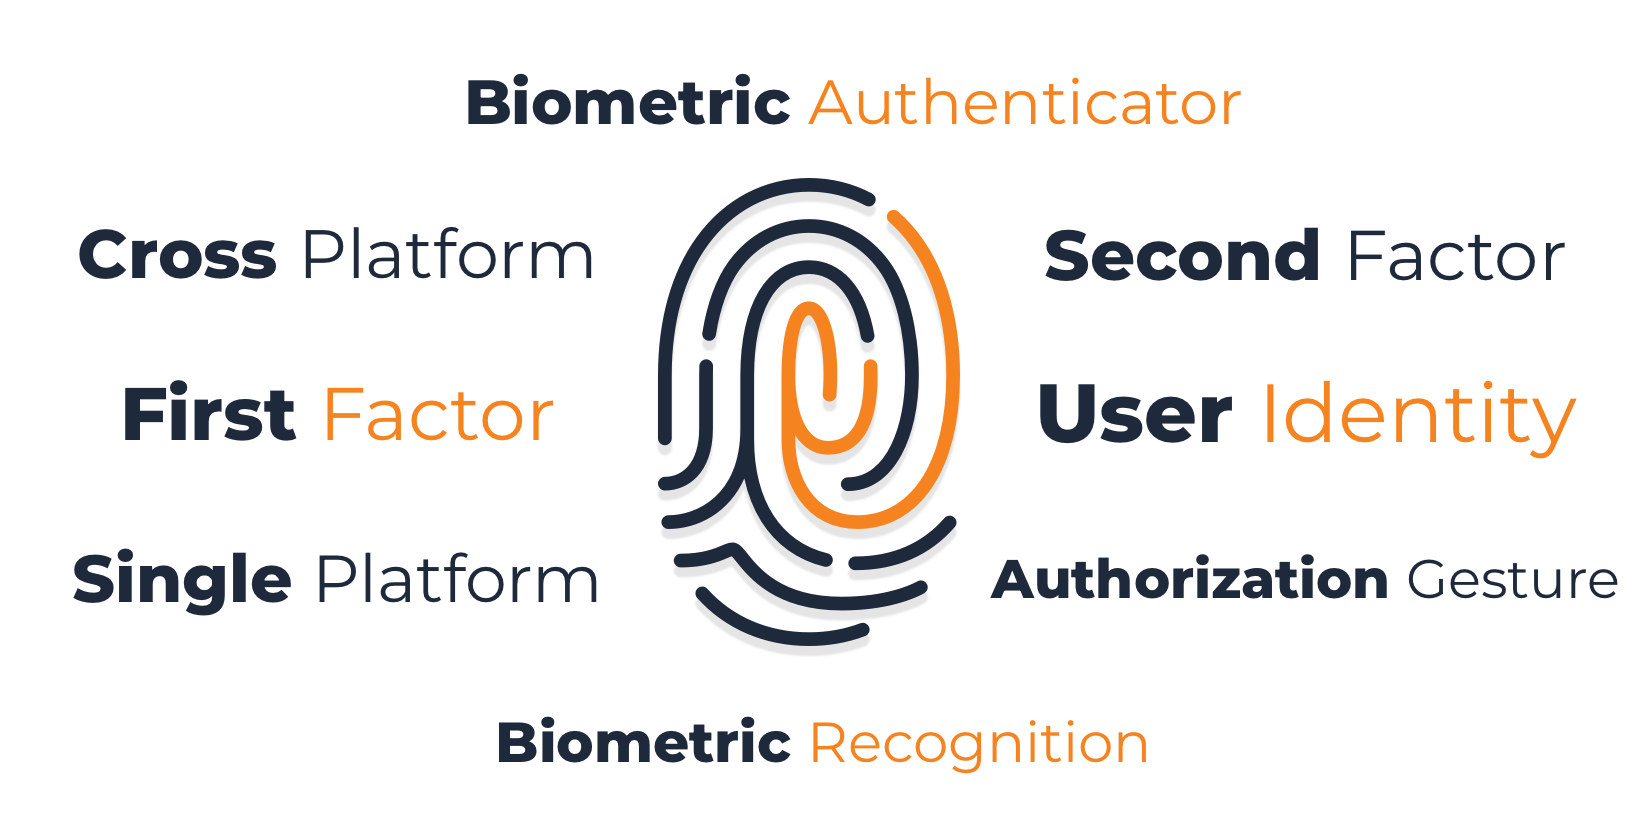 Biometric Authenticator
Cross Platform
Second Factor
First Factor
User Identity
Single Platform
Authorization Gesture
Biometric Recognition